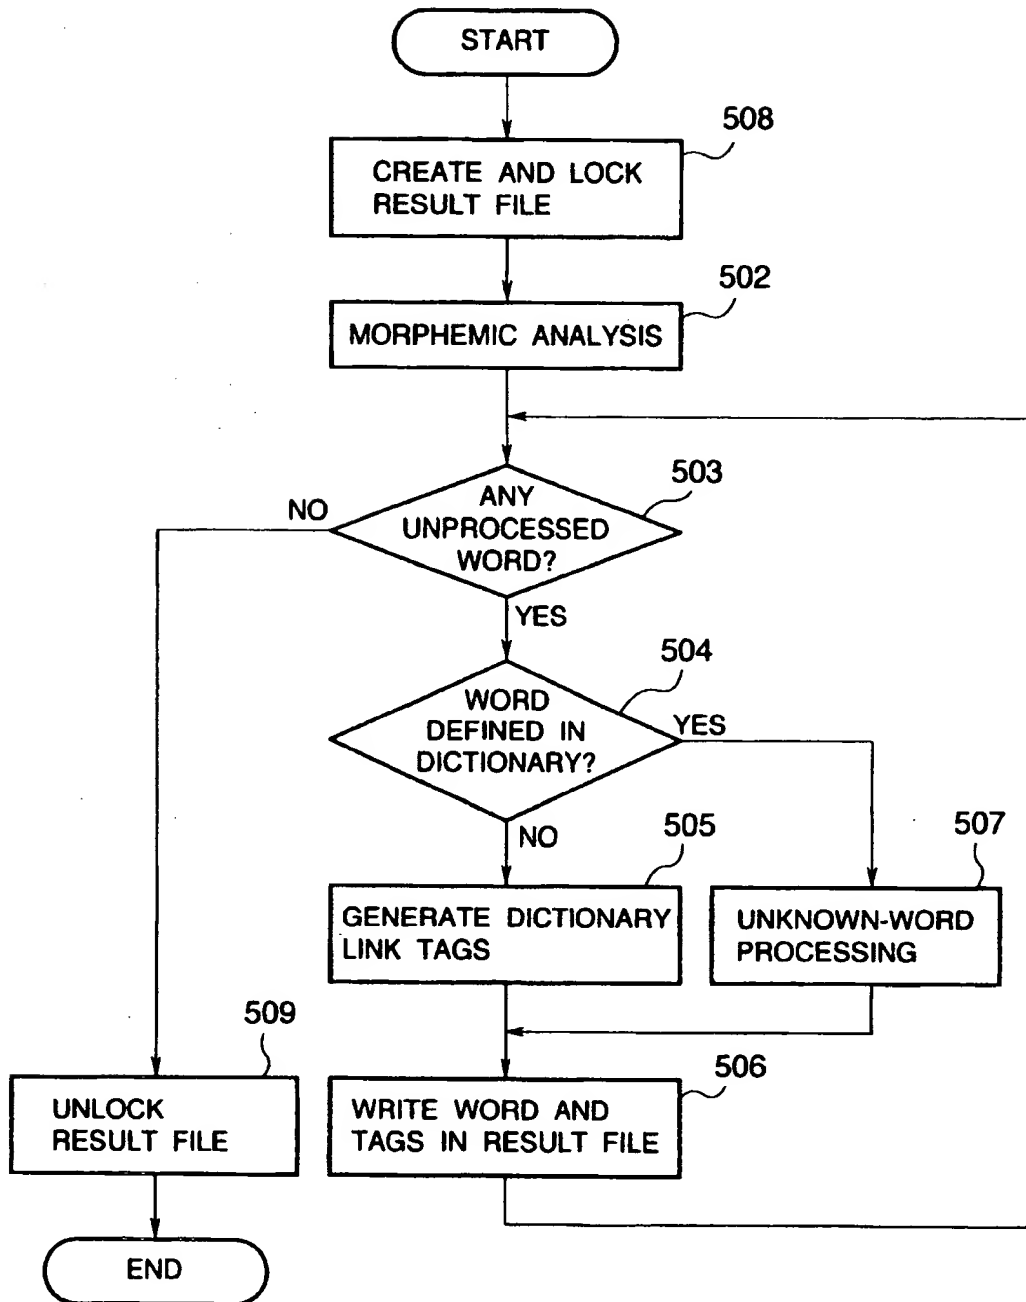 START
508
CREATE AND LOCK
RESULT FILE
502
MORPHEMIC ANALYSIS
503
NO
ANY
UNPROCESSED
WORD?
YES
504
WORD
DEFINED IN
DICTIONARY?
YES
NO
505
507
GENERATE DICTIONARY
LINK TAGS
UNKNOWN-WORD
PROCESSING
509
506
UNLOCK
RESULT FILE
WRITE WORD AND
TAGS IN RESULT FILE
END